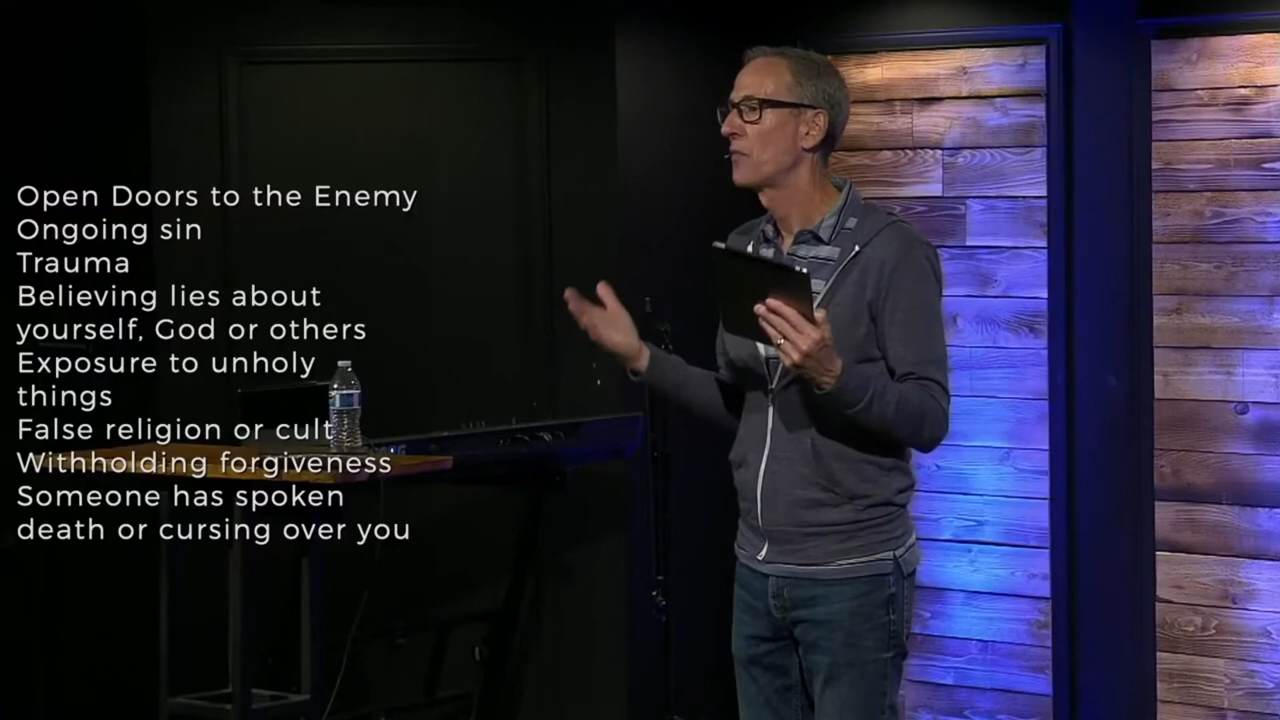 Open Doors to the Enemy
Ongoing sin
Trauma
Believing lies about
yourself, God or others
Exposure to unholy
things
False religion or cult
Withholding forgiveness
Someone has spoken
death or cursing over you